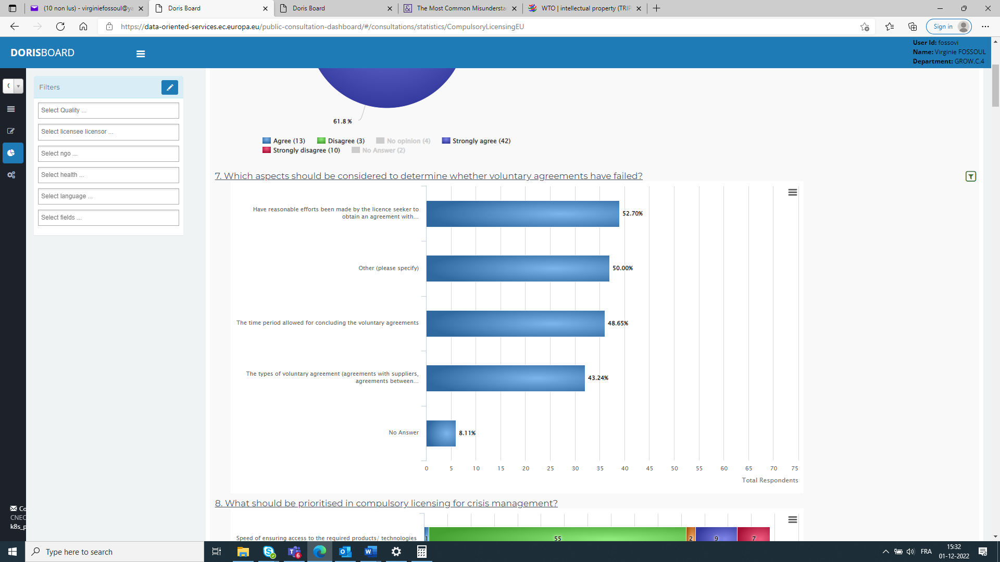 (10 non lus) - virginiefossoul@ya
Doris Board
Doris Board
The Most Common Misundersta
WTO | intellectual property (TRIP
https://data-oriented-services.ec.europa.eu/public-consultation-dashboard/#/consultations/statistics/CompulsoryLicensingEU
Sign in
DORISBOARD
User Id: fossovi
Name: Virginie FOSSOUL
Department: GROW.C.4
Filters
Select Quality ...
Select licensee licensor ...
Select ngo ...
Select health ...
Select language ...
Select fields ...
61.8 %
Agree (13) Disagree (3) No opinion (4) Strongly agree (42)
Strongly disagree (10) No Answer (2)
7. Which aspects should be considered to determine whether voluntary agreements have failed?
Have reasonable efforts been made by the licence seeker to
obtain an agreement with...
52.70%
Other (please specify)
50.00%
The time period allowed for concluding the voluntary agreements
48.65%
The types of voluntary agreement (agreements with suppliers,
agreements between...
43.24%
No Answer
8.11%
0 5 10 15 20 25 30 35 40 45 50 55 60 65 70 75
Total Respondents
8. What should be prioritised in compulsory licensing for crisis management?
Speed of ensuring access to the required products/ technologies
1 55 2 9 7
Co
CNEC
k8s_p
Type here to search
6
FRA
15:32
01-12-2022